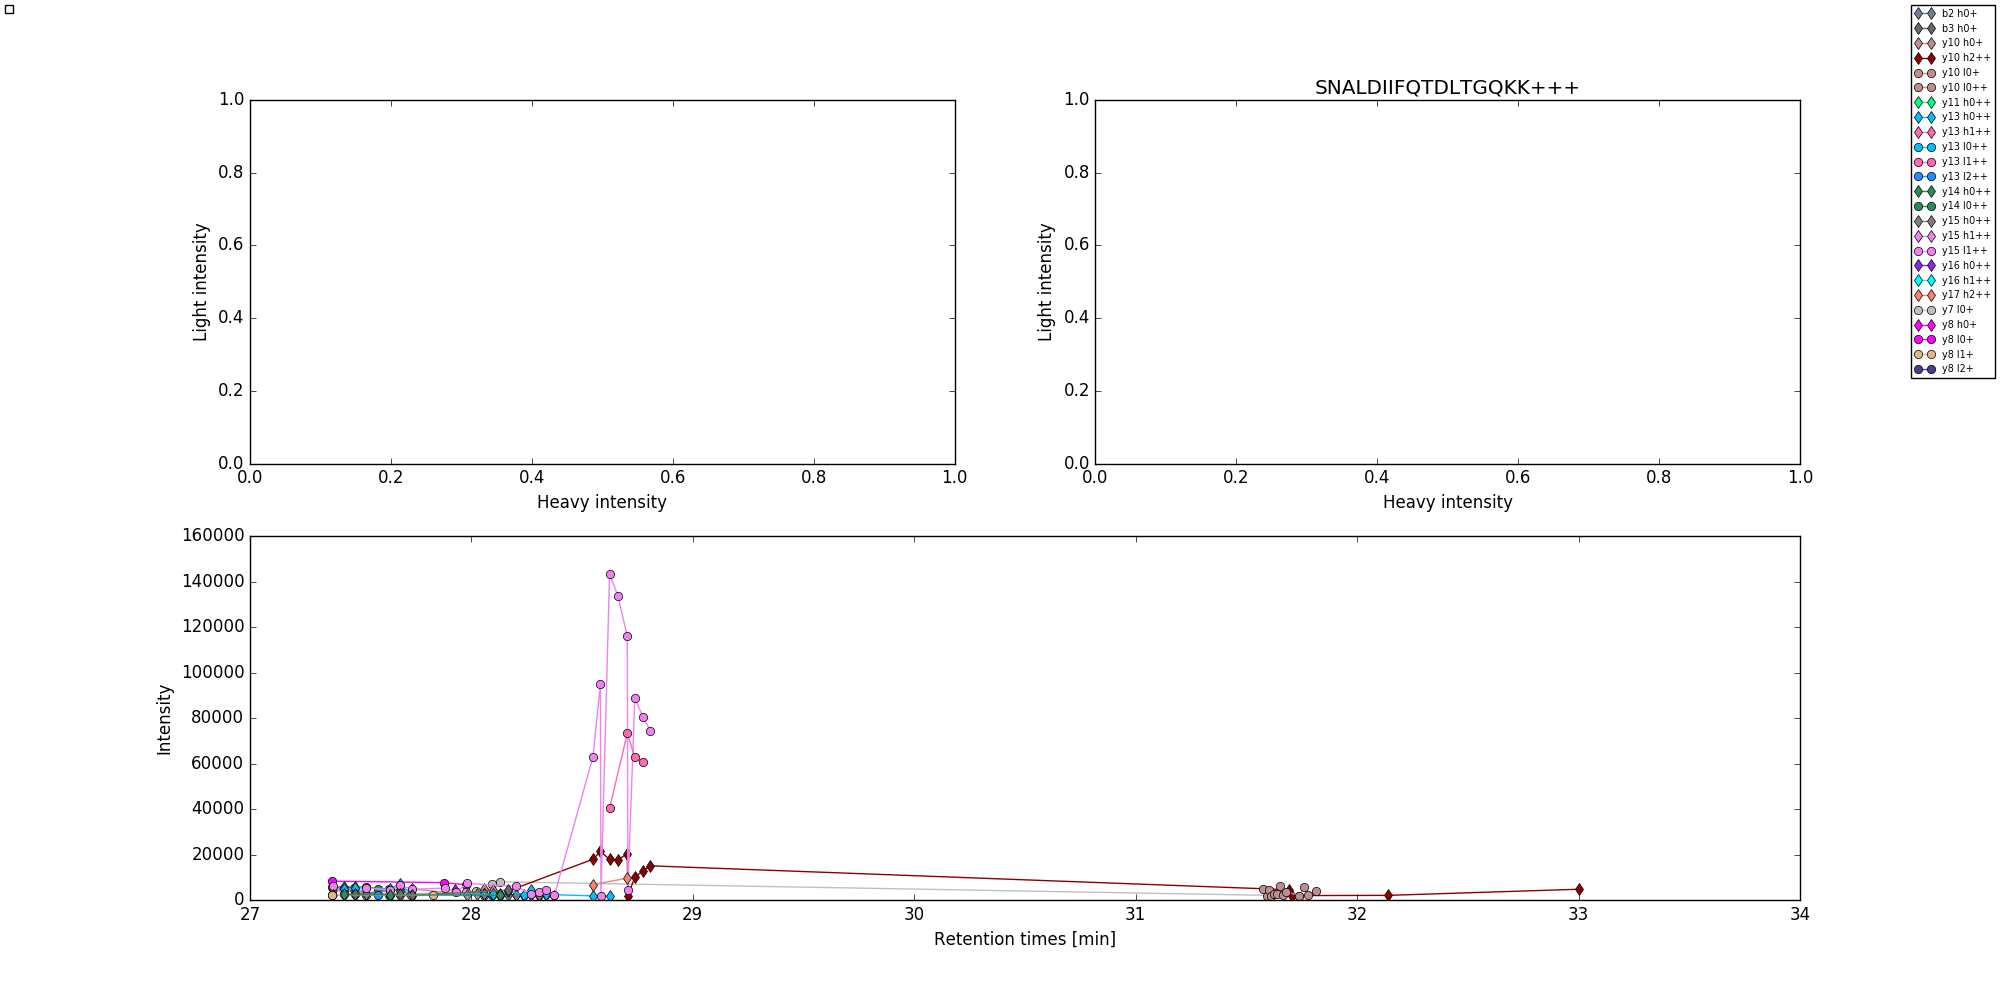 SNALDIIFQTDLTGQKK+++
1.0
0.8
0.6
0.4
0.2
0.0
Light intensity
0.0 0.2 0.4 0.6 0.8 1.0
Heavy intensity
1.0
0.8
0.6
0.4
0.2
0.0
Light intensity
0.0 0.2 0.4 0.6 0.8 1.0
Heavy intensity
b2 h0+
b3 h0+
y10 h0+
y10 h2++
y10 l0+
y10 l0++
y11 h0++
y13 h0++
y13 h1++
y13 l0++
y13 l1++
y13 l2++
y14 h0++
y14 l0++
y15 h0++
y15 h1++
y15 l1++
y16 h0++
y16 h1++
y17 h2++
y7 l0+
y8 h0+
y8 l0+
y8 l1+
y8 l2+
160000
140000
120000
100000
80000
60000
40000
20000
0
Intensity
27 28 29 30 31 32 33 34
Retention times [min]